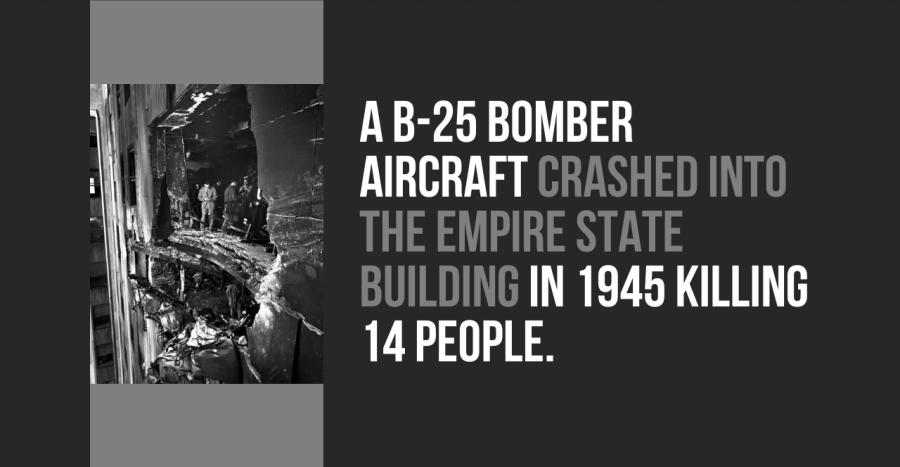 A B-25 BOMBER
AIRCRAFT CRASHED INTO
THE EMPIRE STATE
BUILDING IN 1945 KILLING
14 PEOPLE.